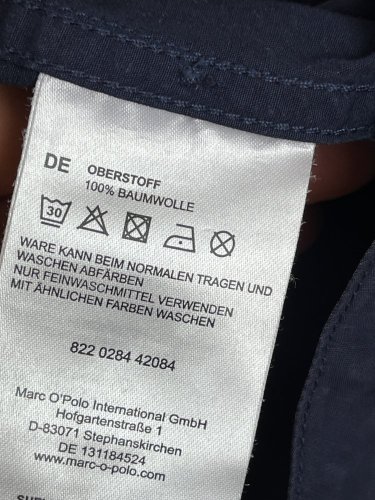 DE OBERSTOFF
100% BAUMWOLLE
30
WARE KANN BEIM NORMALEN TRAGEN UND
WASCHEN ABFÄRBEN
NUR FEINWASCHMITTEL VERWENDEN
MIT ÄHNLICHEN FARBEN WASCHEN
822 0284 42084
Marc O'Polo International GmbH
Hofgartenstraße 1
D-83071 Stephanskirchen
DE 131184524
www.marc-o-polo.com